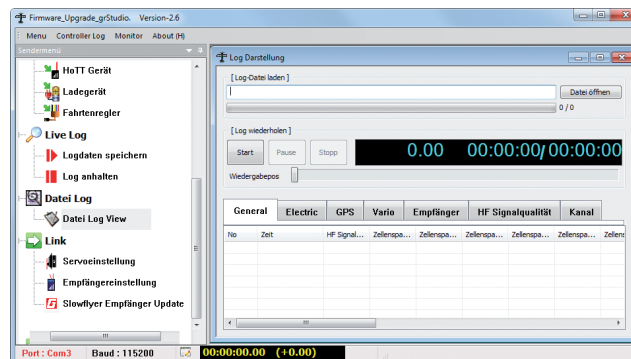 Firmware_Upgrade_grStudio. Version-2.6
Menu Controller Log Monitor About (H)
Sendermenü
HoTT Gerät
Ladegerät
Fahrtenregler
Live Log
Logdaten speichern
Log anhalten
Datei Log
Datei Log View
Link
Servoeinstellung
Empfängereinstellung
Slowflyer Empfänger Update
Log Darstellung
[ Log-Datei laden ]
Datei öffnen
0 / 0
[ Log wiederholen ]
Start Pause Stopp 0.00 00:00:00/00:00:00
Wiedergabepos
General Electric GPS Vario Empfänger HF Signalqualität Kanal
No Zeit HF Signal... Zellenspa... Zellenspa... Zellenspa... Zellenspa... Zellenspa... Zellens
Port : Com3 Baud : 115200 00:00:00.00 (+0.00)